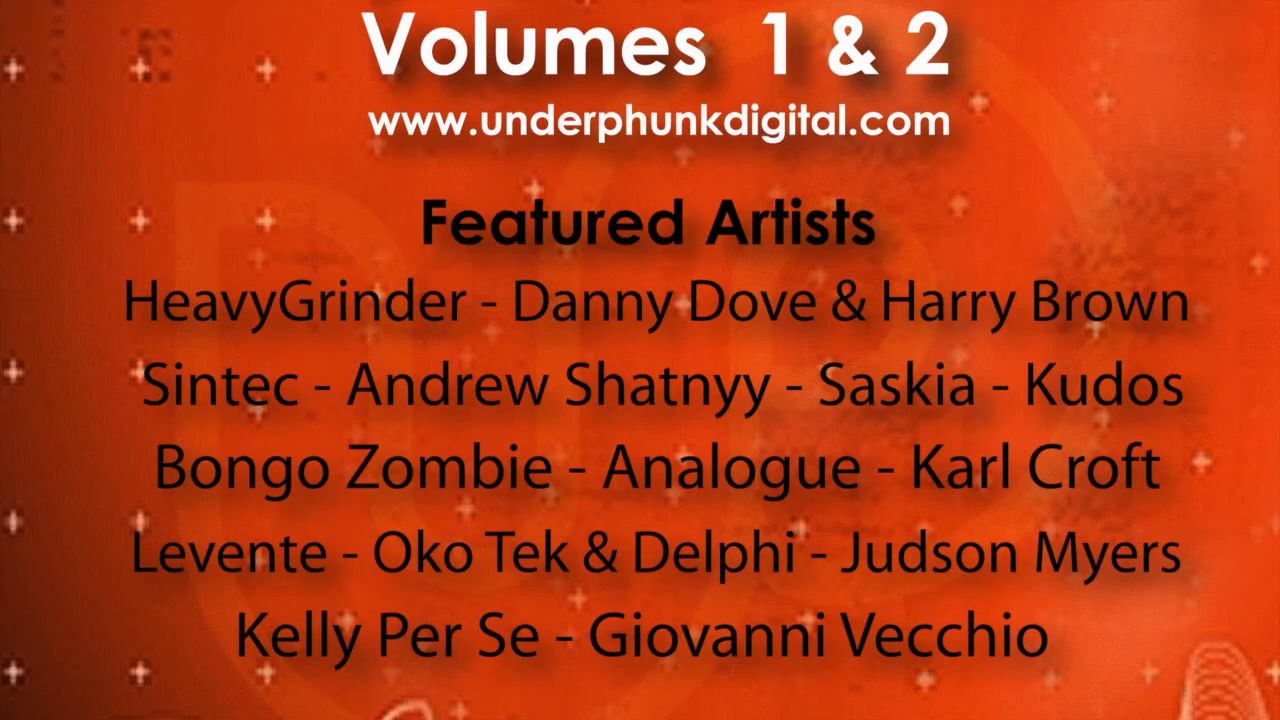 Volumes 1 & 2
www.underphunkdigital.com
Featured Artists
HeavyGrinder - Danny Dove & Harry Brown
Sintec - Andrew Shatnyy - Saskia - Kudos
Bongo Zombie - Analogue - Karl Croft
Levente - Oko Tek & Delphi - Judson Myers
Kelly Per Se - Giovanni Vecchio